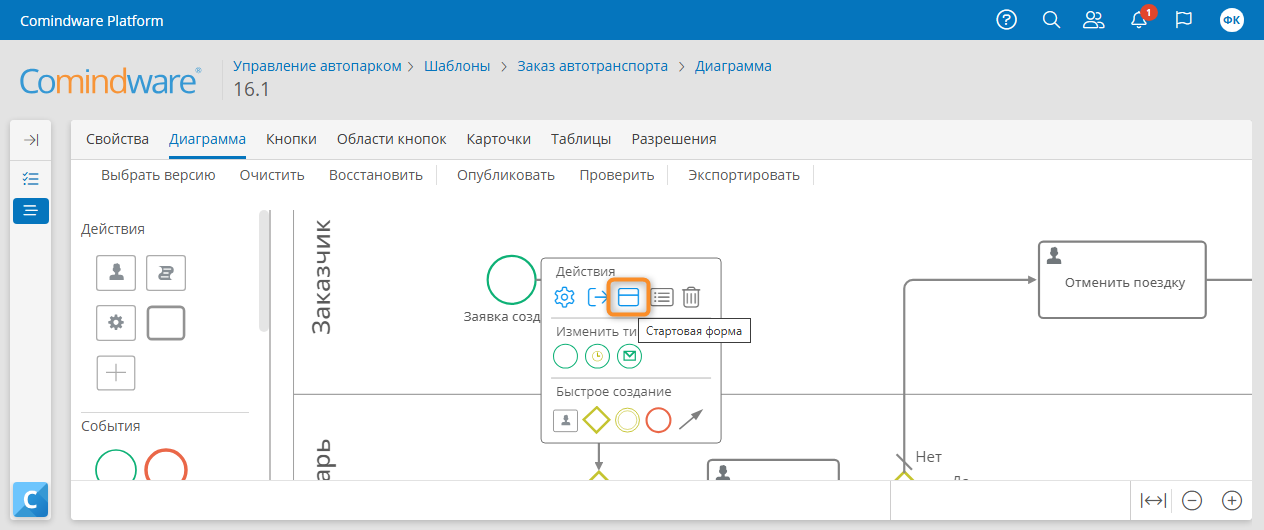 Comindware Platform
1
ФК
Comindware®
Управление автопарком > Шаблоны > Заказ автотранспорта > Диаграмма
16.1
Свойства Диаграмма Кнопки Области кнопок Карточки Таблицы Разрешения
Выбрать версию Очистить Восстановить Опубликовать Проверить Экспортировать
Действия
Заказчик
Действия
Отменить поездку
Заявка созд
Изменить ти
Стартовая форма
Быстрое создание
События
арь
Нет
C